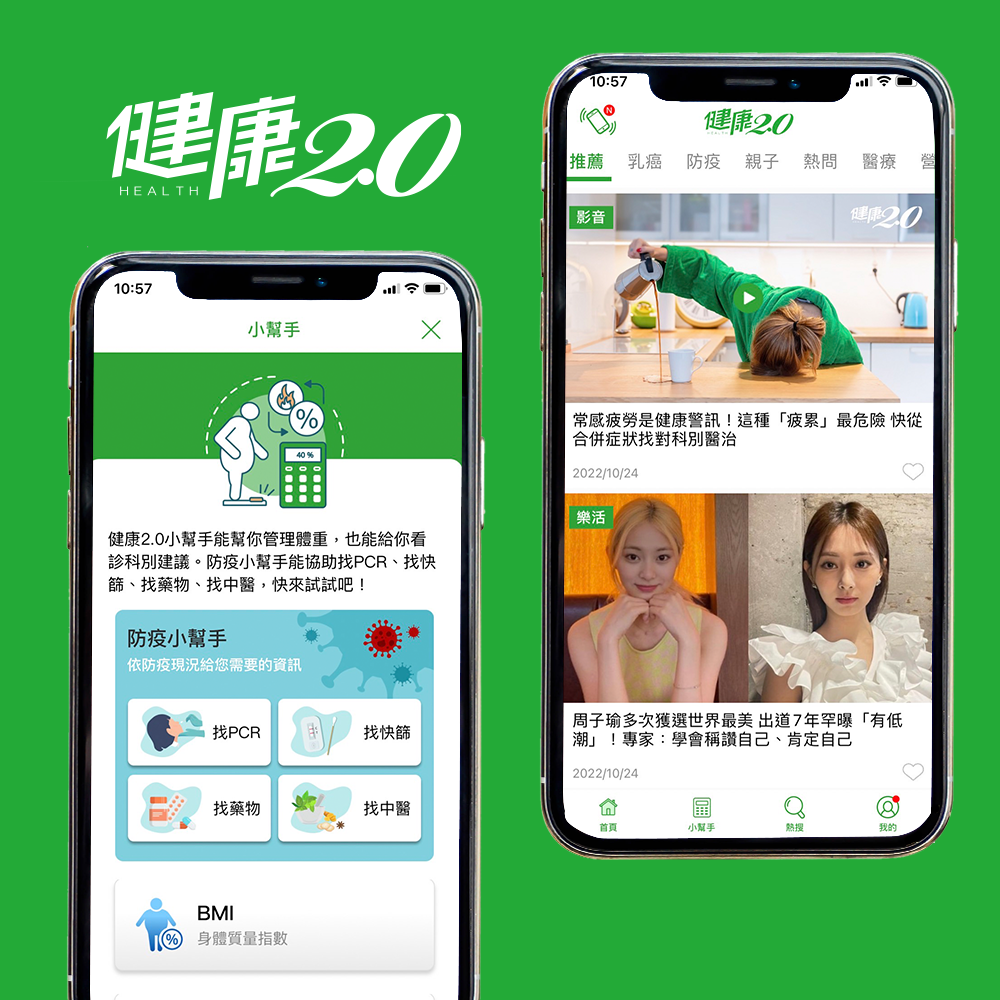 健康2.0
HEALTH
10:57
小幫手
%
40 %
健康2.0小幫手能幫你管理體重，也能給你看
診科別建議。防疫小幫手能協助找PCR、找快
篩、找藥物、找中醫，快來試試吧！
防疫小幫手
依防疫現況給您需要的資訊
找PCR
找快篩
找藥物
找中醫
%
BMI
身體質量指數
10:57
N
健康2.0
推薦 乳癌 防疫 親子 熱問 醫療 營
影音
健康2.0
常感疲勞是健康警訊！這種「疲累」最危險 快從
合併症狀找對科別醫治
2022/10/24
樂活
周子瑜多次獲選世界最美 出道7年罕曝「有低
潮」！專家：學會稱讚自己、肯定自己
2022/10/24
首頁 小幫手 熱搜 我的